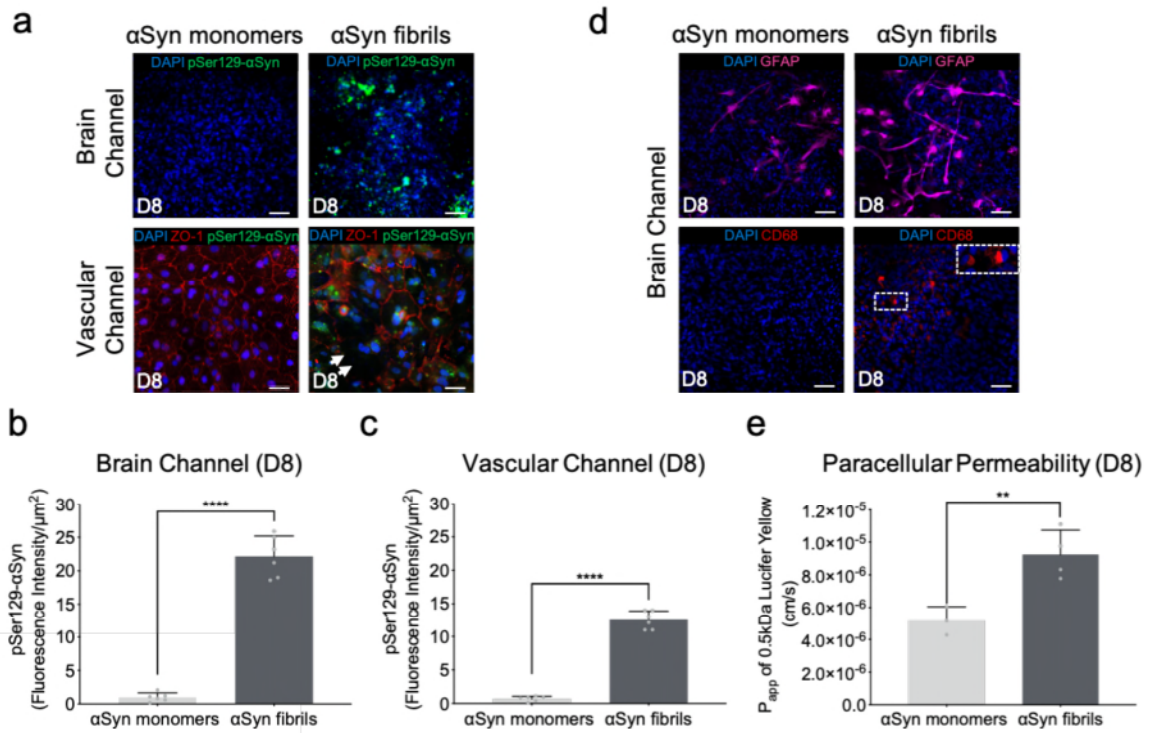 a
αSyn monomers αSyn fibrils
DAPI pSer129-αSyn DAPI pSer129-αSyn
Brain
Channel
D8 D8
DAPI ZO-1 pSer129-αSyn DAPI ZO-1 pSer129-αSyn
Vascular
Channel
D8 D8
d
αSyn monomers αSyn fibrils
DAPI GFAP DAPI GFAP
D8 D8
Brain Channel
DAPI CD68 DAPI CD68
D8 D8
b
Brain Channel (D8)
pSer129-αSyn
(Fluorescence Intensity/μm²)
30
25
20
15
10
5
0
****
αSyn monomers αSyn fibrils
c
Vascular Channel (D8)
pSer129-αSyn
(Fluorescence Intensity/μm²)
30
25
20
15
10
5
0
****
αSyn monomers αSyn fibrils
e
Paracellular Permeability (D8)
Papp of 0.5kDa Lucifer Yellow
(cm/s)
1.2×10⁻⁵
1.0×10⁻⁵
8.0×10⁻⁶
6.0×10⁻⁶
4.0×10⁻⁶
2.0×10⁻⁶
0.0
**
αSyn monomers αSyn fibrils